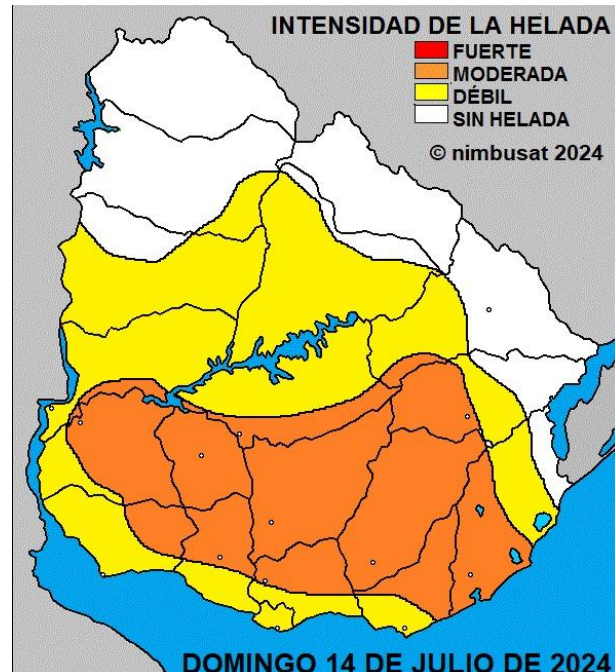 INTENSIDAD DE LA HELADA
FUERTE
MODERADA
DÉBIL
SIN HELADA
© nimbusat 2024
DOMINGO 14 DE JULIO DE 2024